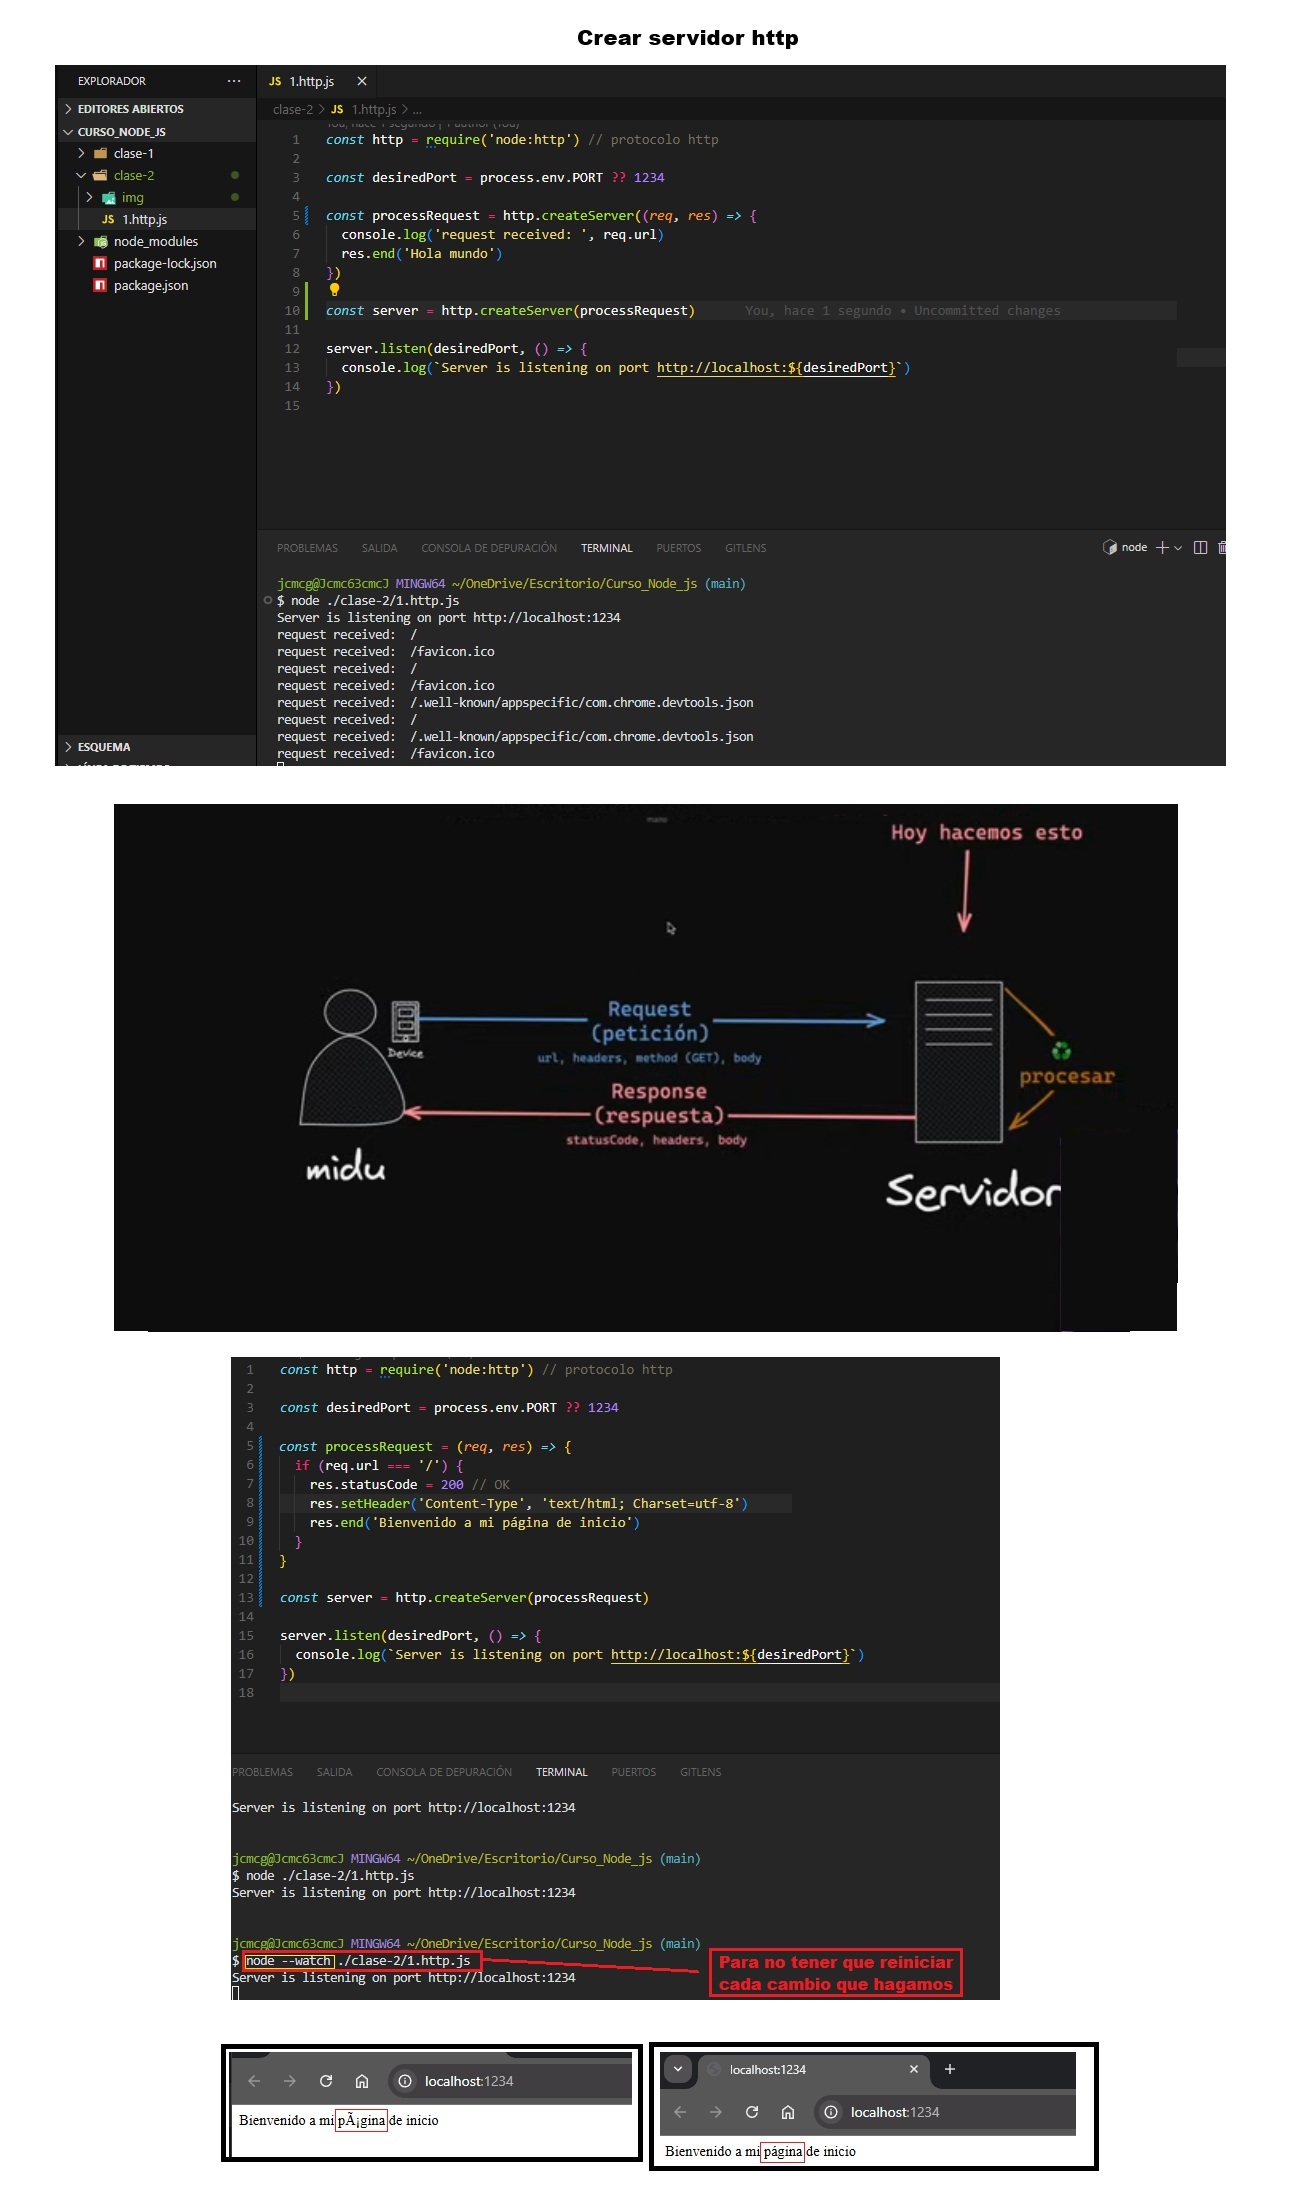 Crear servidor http
EXPLORADOR ···
EDITORES ABIERTOS
CURSO_NODE_JS
clase-1
clase-2
img
JS 1.http.js
node_modules
package-lock.json
package.json
ESQUEMA
JS 1.http.js
clase-2 > JS 1.http.js > ...
You, hace 1 segundo | 1 author (You)
1 const http = require('node:http') // protocolo http
2
3 const desiredPort = process.env.PORT ?? 1234
4
5 const processRequest = http.createServer((req, res) => {
6 console.log('request received: ', req.url)
7 res.end('Hola mundo')
8 })
9
10 const server = http.createServer(processRequest) You, hace 1 segundo • Uncommitted changes
11
12 server.listen(desiredPort, () => {
13 console.log(`Server is listening on port http://localhost:${desiredPort}`)
14 })
15
PROBLEMAS SALIDA CONSOLA DE DEPURACIÓN TERMINAL PUERTOS GITLENS node
jcmcg@Jcmc63cmcJ MINGW64 ~/OneDrive/Escritorio/Curso_Node_js (main)
$ node ./clase-2/1.http.js
Server is listening on port http://localhost:1234
request received:  /
request received:  /favicon.ico
request received:  /
request received:  /favicon.ico
request received:  /.well-known/appspecific/com.chrome.devtools.json
request received:  /
request received:  /.well-known/appspecific/com.chrome.devtools.json
request received:  /favicon.ico
Hoy hacemos esto
Request
(petición)
url, headers, method (GET), body
Device
procesar
Response
(respuesta)
statusCode, headers, body
midu
Servidor
1 const http = require('node:http') // protocolo http
2
3 const desiredPort = process.env.PORT ?? 1234
4
5 const processRequest = (req, res) => {
6 if (req.url === '/') {
7 res.statusCode = 200 // OK
8 res.setHeader('Content-Type', 'text/html; Charset=utf-8')
9 res.end('Bienvenido a mi página de inicio')
10 }
11 }
12
13 const server = http.createServer(processRequest)
14
15 server.listen(desiredPort, () => {
16 console.log(`Server is listening on port http://localhost:${desiredPort}`)
17 })
18
PROBLEMAS SALIDA CONSOLA DE DEPURACIÓN TERMINAL PUERTOS GITLENS
Server is listening on port http://localhost:1234
jcmcg@Jcmc63cmcJ MINGW64 ~/OneDrive/Escritorio/Curso_Node_js (main)
$ node ./clase-2/1.http.js
Server is listening on port http://localhost:1234
jcmcg@Jcmc63cmcJ MINGW64 ~/OneDrive/Escritorio/Curso_Node_js (main)
$ node --watch ./clase-2/1.http.js
Server is listening on port http://localhost:1234
Para no tener que reiniciar
cada cambio que hagamos
localhost:1234
Bienvenido a mi pÃ¡gina de inicio
localhost:1234
localhost:1234
Bienvenido a mi página de inicio